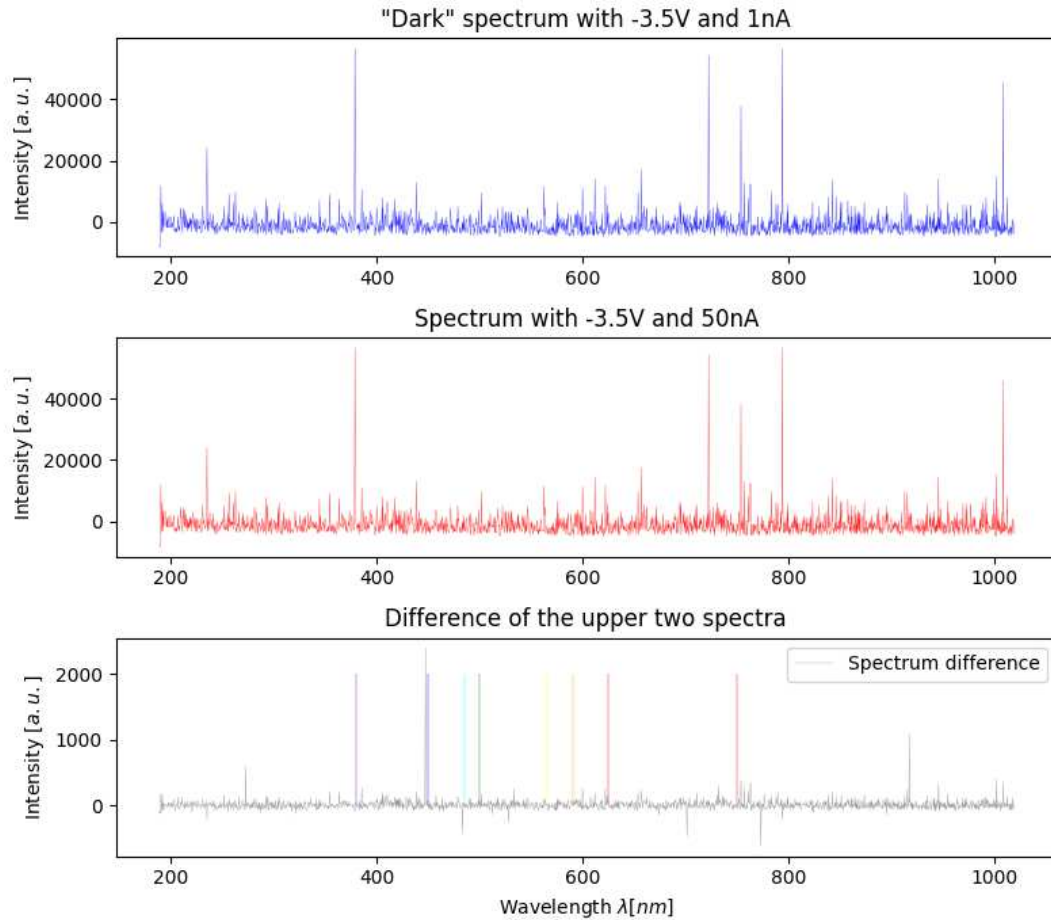 "Dark" spectrum with -3.5V and 1nA
Intensity [a.u.]
40000
20000
0
200 400 600 800 1000
Spectrum with -3.5V and 50nA
Intensity [a.u.]
40000
20000
0
200 400 600 800 1000
Difference of the upper two spectra
Spectrum difference
Intensity [a.u.]
2000
1000
0
200 400 600 800 1000
Wavelength λ[nm]